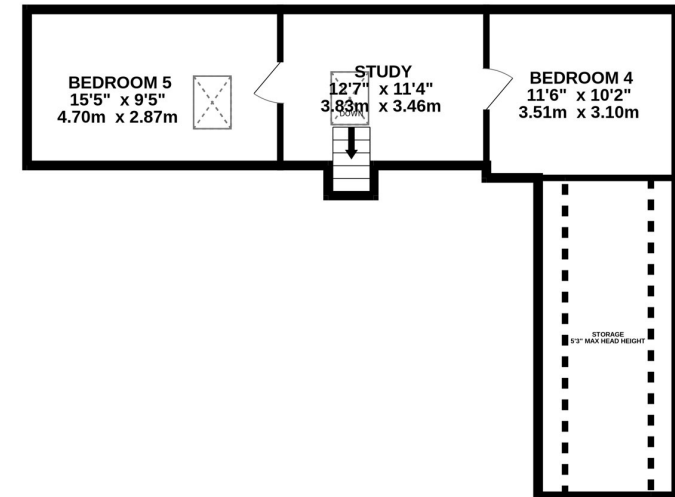 BEDROOM 5
15'5" x 9'5"
4.70m x 2.87m
STUDY
12'7" x 11'4"
3.83m x 3.46m
DOWN
BEDROOM 4
11'6" x 10'2"
3.51m x 3.10m
STORAGE
5'3" MAX HEAD HEIGHT